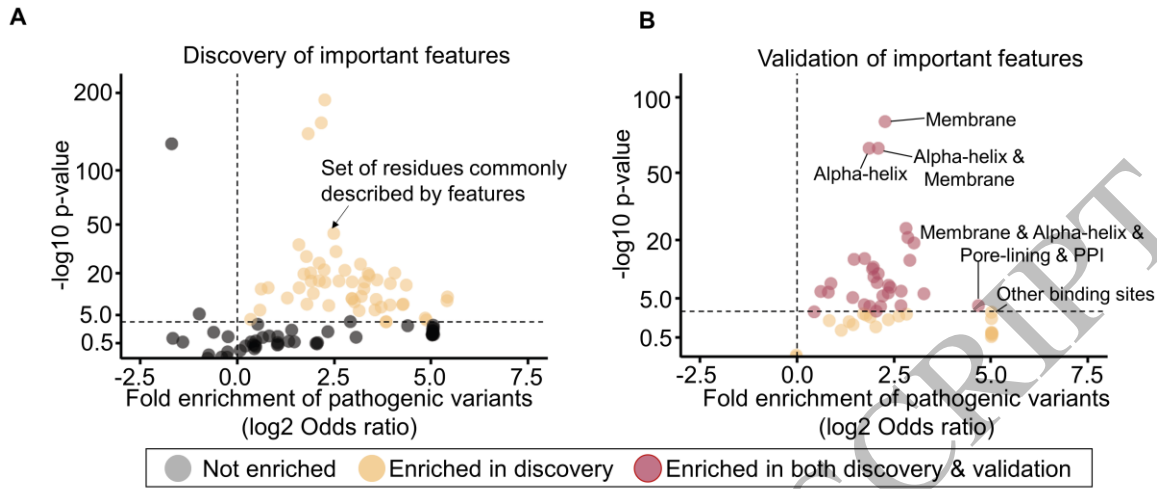 A
Discovery of important features
200
100
50
20
5.0
0.5
-log10 p-value
Set of residues commonly
described by features
-2.5
0.0
2.5
5.0
7.5
Fold enrichment of pathogenic variants
(log2 Odds ratio)
B
Validation of important features
100
50
20
5.0
0.5
-log10 p-value
Membrane
Alpha-helix
Alpha-helix &
Membrane
Membrane & Alpha-helix &
Pore-lining & PPI
Other binding sites
-2.5
0.0
2.5
5.0
7.5
Fold enrichment of pathogenic variants
(log2 Odds ratio)
Not enriched
Enriched in discovery
Enriched in both discovery & validation
CRIPT